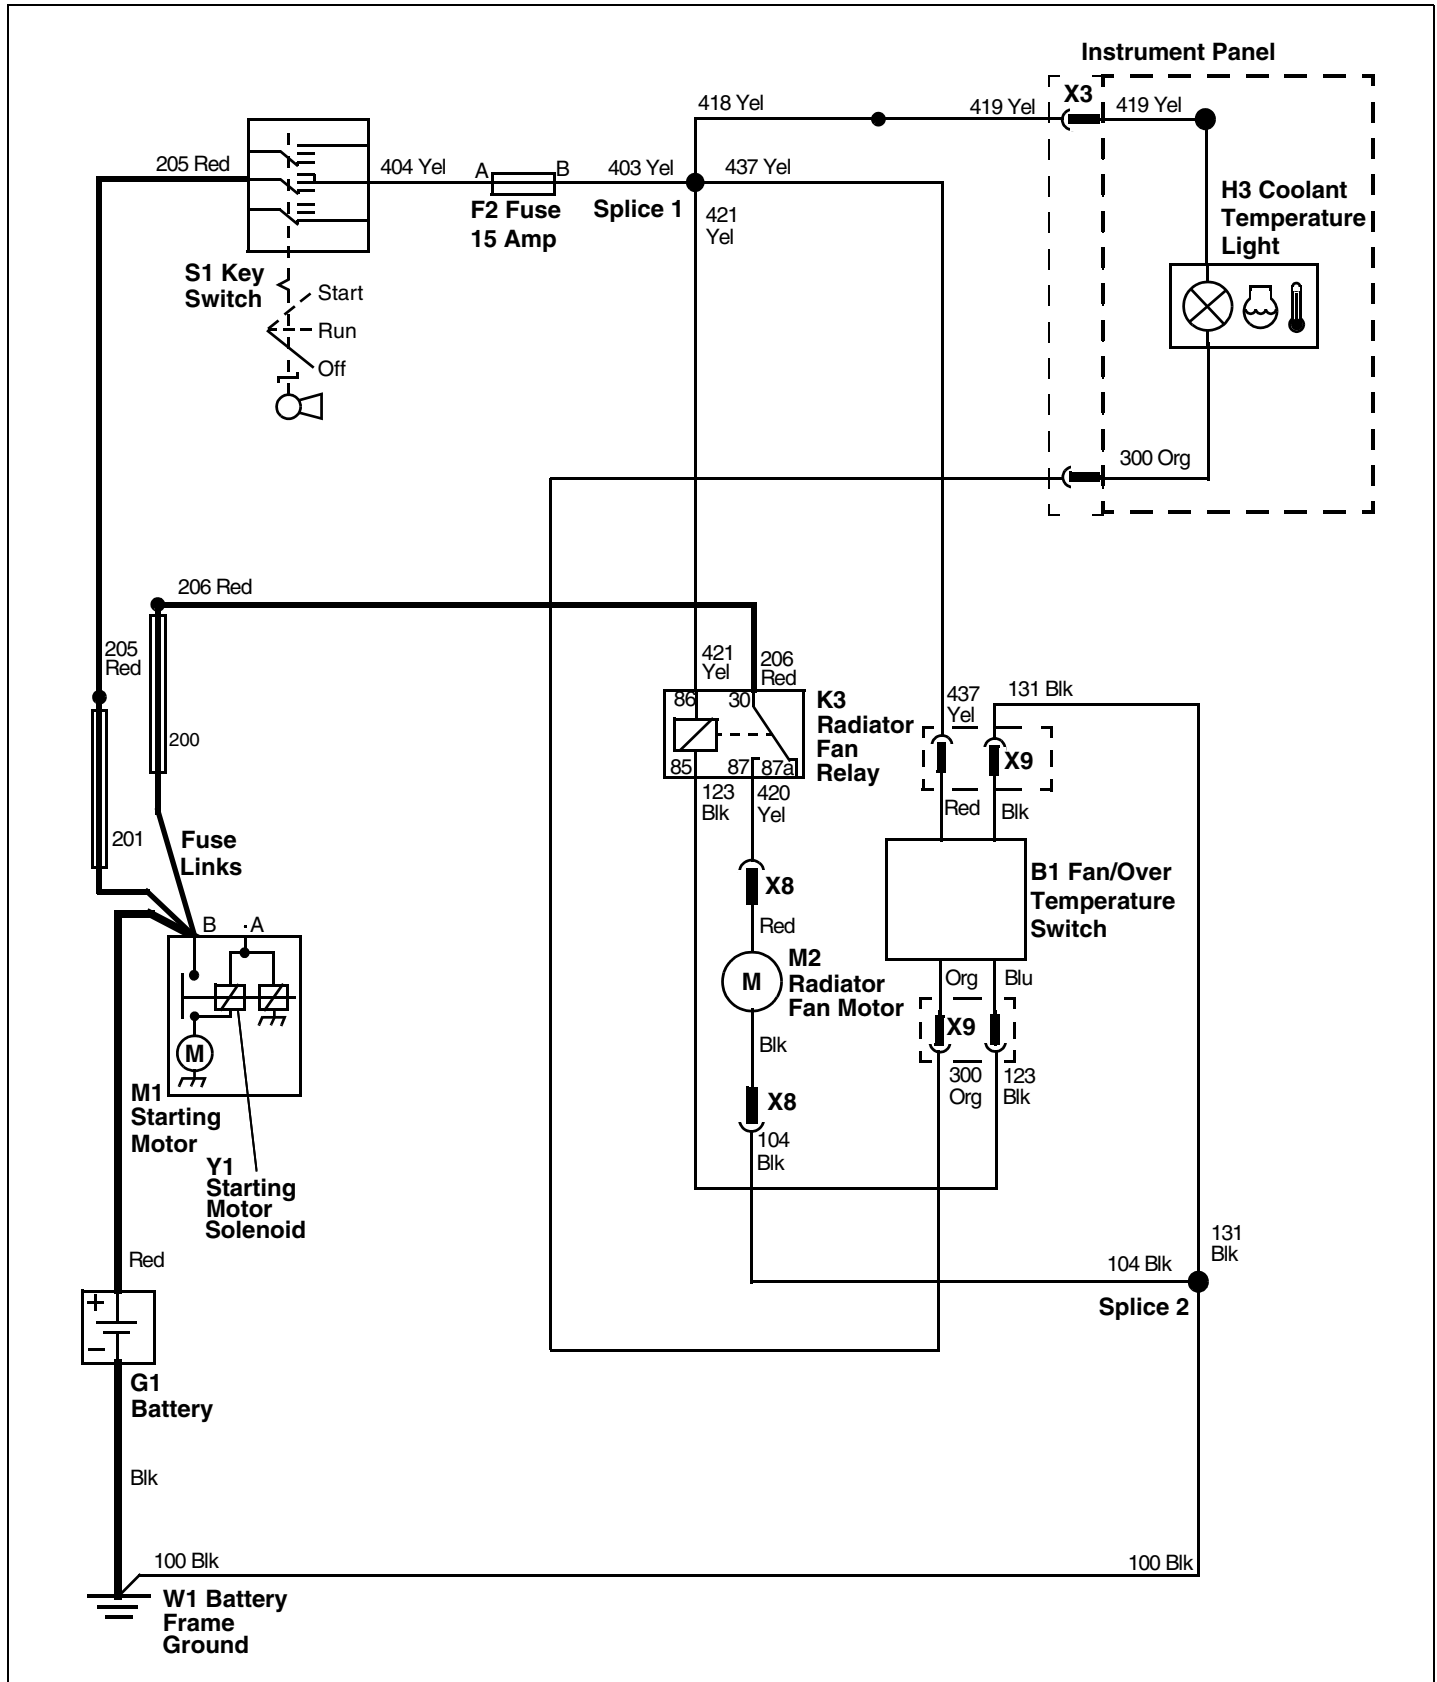 Instrument Panel
418 Yel
419 Yel
X3
419 Yel
205 Red
404 Yel
A
B
403 Yel
437 Yel
F2 Fuse
15 Amp
Splice 1
421
Yel
H3 Coolant
Temperature
Light
S1 Key
Switch
Start
Run
Off
300 Org
206 Red
205
Red
200
201
Fuse
Links
421
Yel
206
Red
86
30
85
87
87a
K3
Radiator
Fan
Relay
437
Yel
131 Blk
X9
Red
Blk
123
Blk
420
Yel
X8
Red
B1 Fan/Over
Temperature
Switch
B
A
M
M2
Radiator
Fan Motor
Org
Blu
X9
Blk
300
Org
123
Blk
X8
104
Blk
M
M1
Starting
Motor
Y1
Starting
Motor
Solenoid
Red
131
Blk
104 Blk
Splice 2
+
–
G1
Battery
Blk
100 Blk
100 Blk
W1 Battery
Frame
Ground